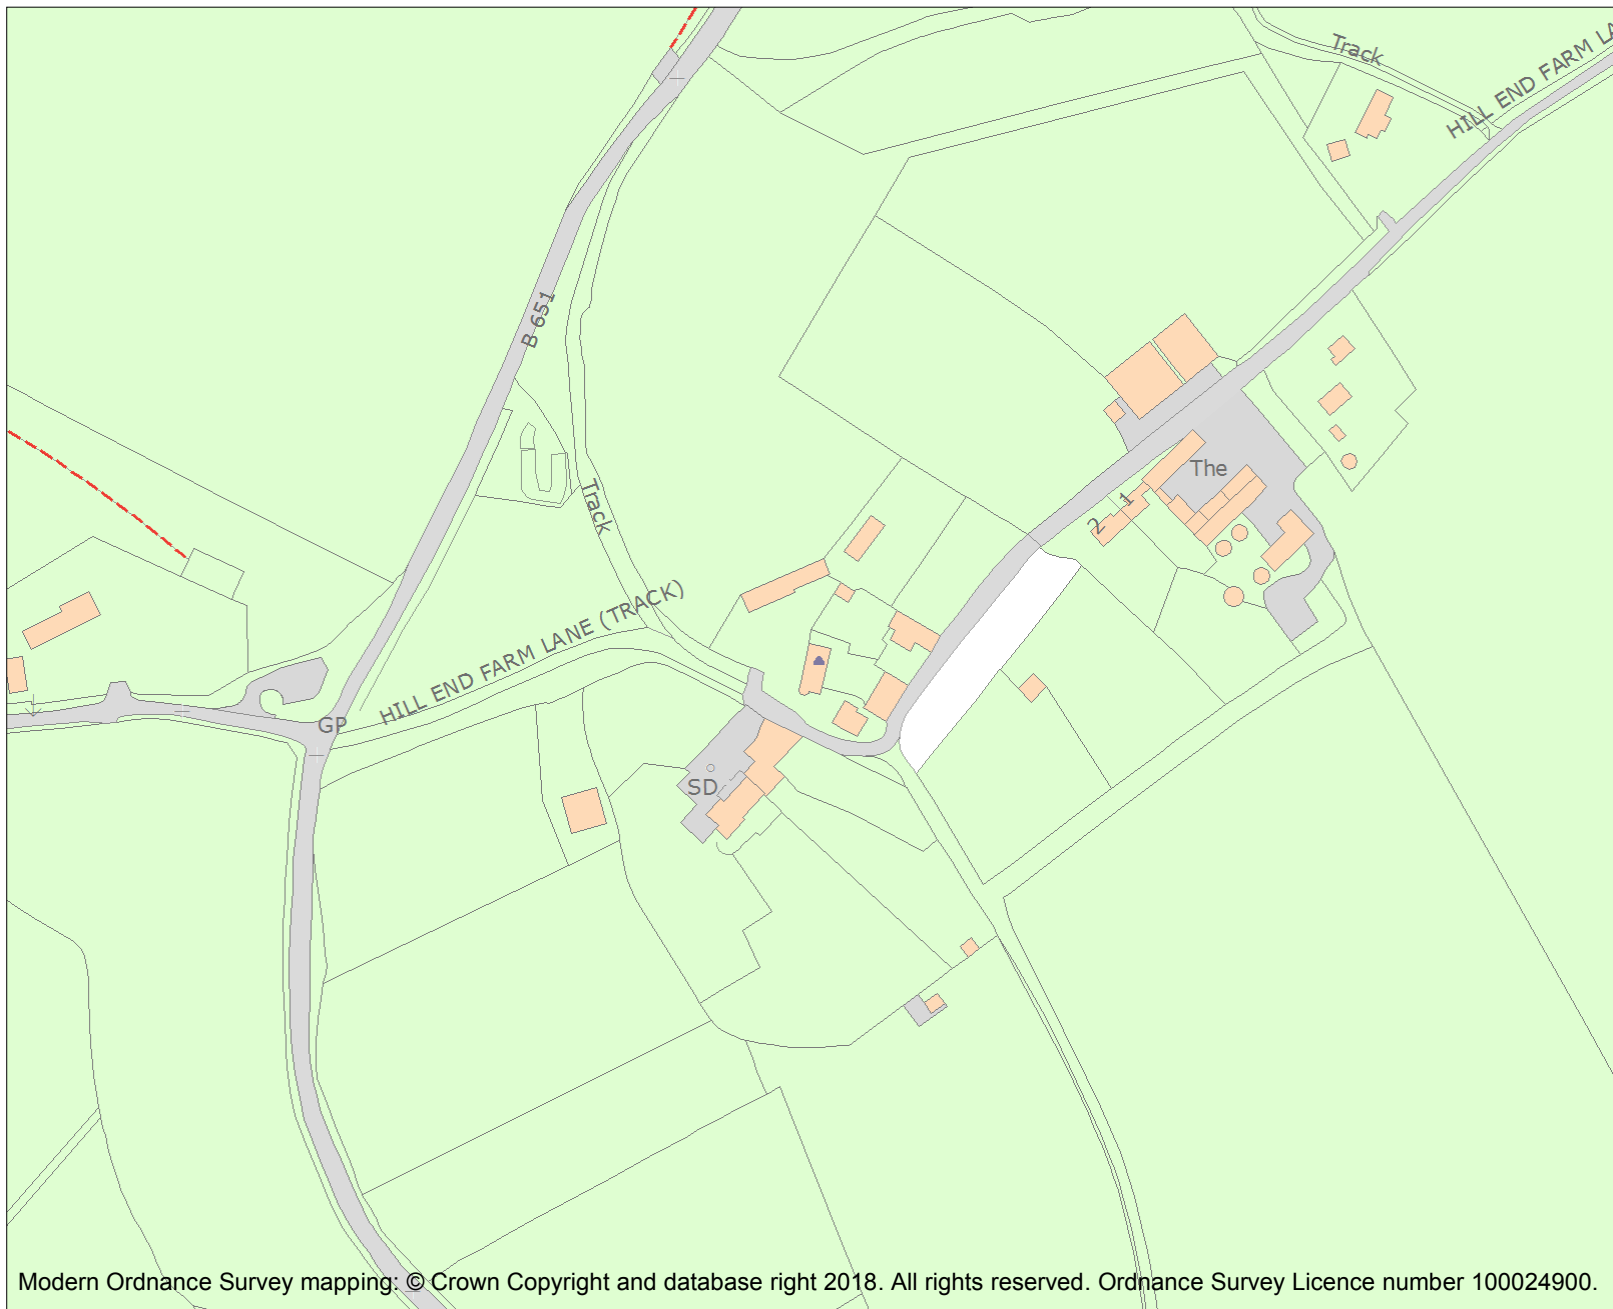 Track
HILL END FARM LA
B 651
The
1
2
Track
HILL END FARM LANE (TRACK)
GP
SD
Modern Ordnance Survey mapping: © Crown Copyright and database right 2018. All rights reserved. Ordnance Survey Licence number 100024900.